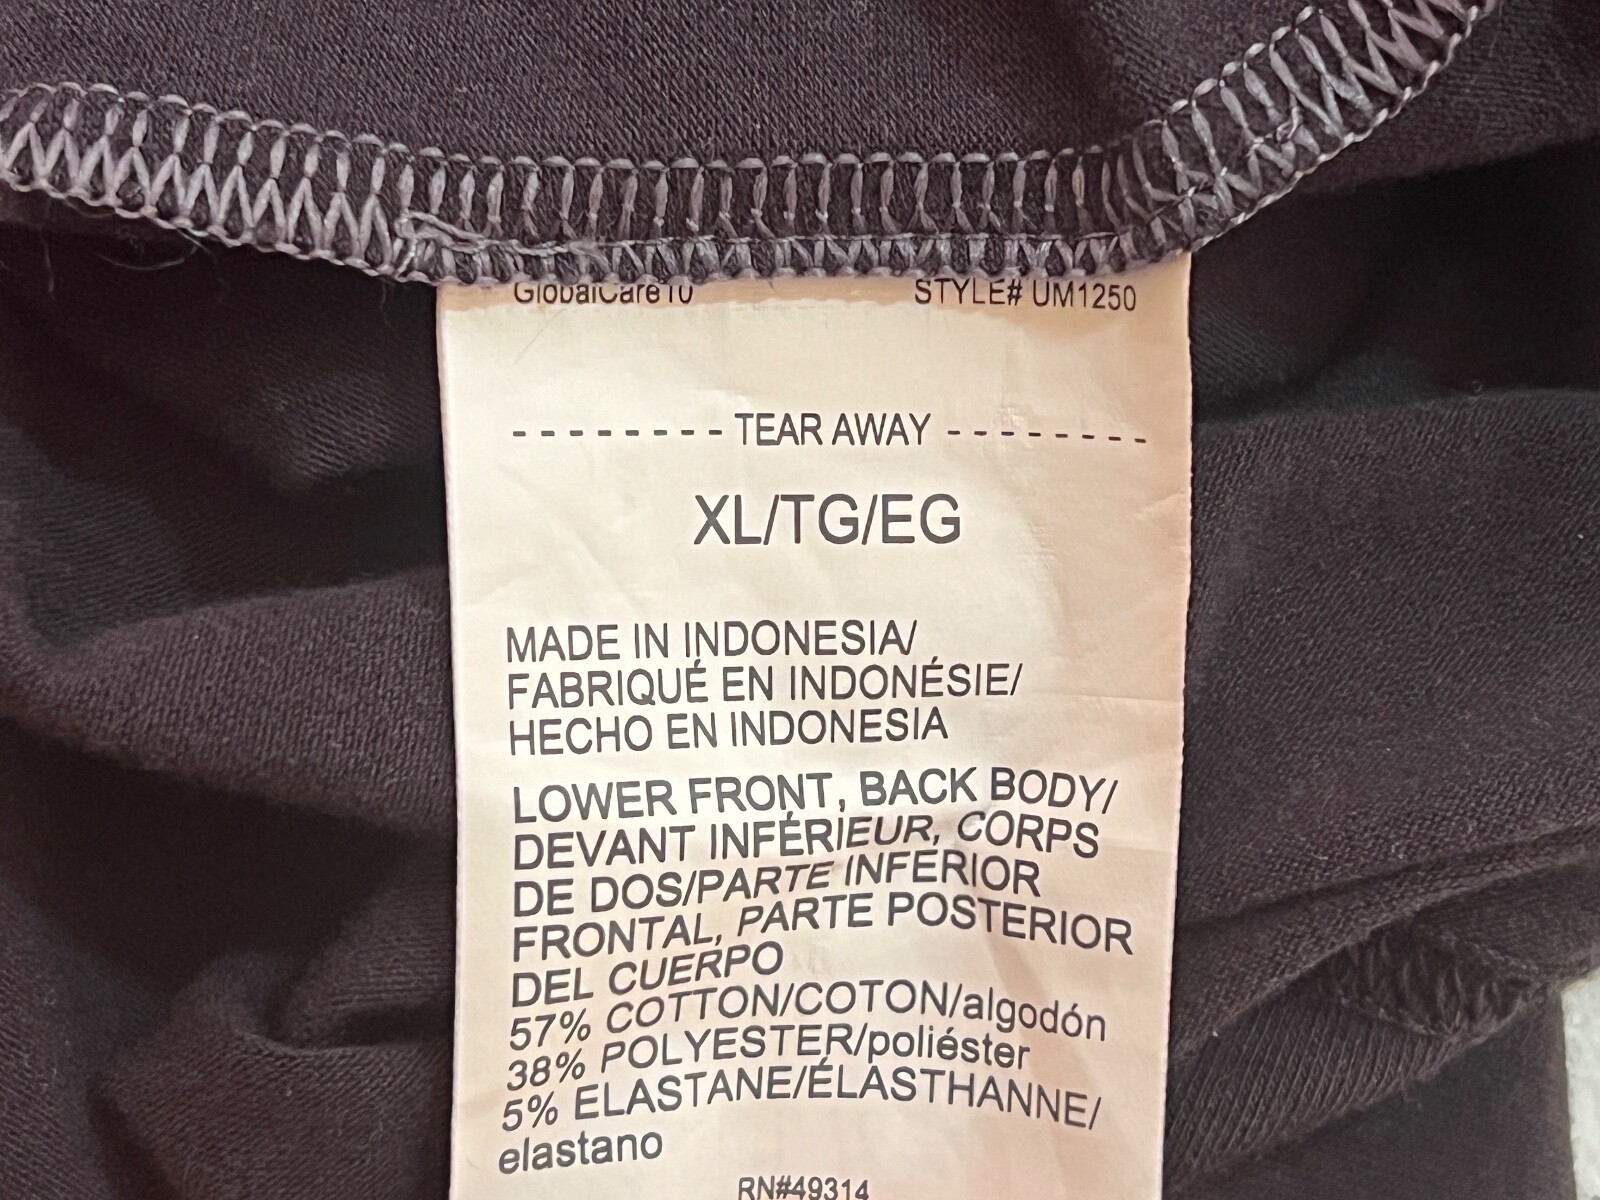 GlobalCare10 STYLE# UM1250
--------- TEAR AWAY ---------
XL/TG/EG
MADE IN INDONESIA/
FABRIQUÉ EN INDONÉSIE/
HECHO EN INDONESIA
LOWER FRONT, BACK BODY/
DEVANT INFÉRIEUR, CORPS
DE DOS/PARTE INFERIOR
FRONTAL, PARTE POSTERIOR
DEL CUERPO
57% COTTON/COTON/algodón
38% POLYESTER/poliéster
5% ELASTANE/ÉLASTHANNE/
elastano
RN#49314